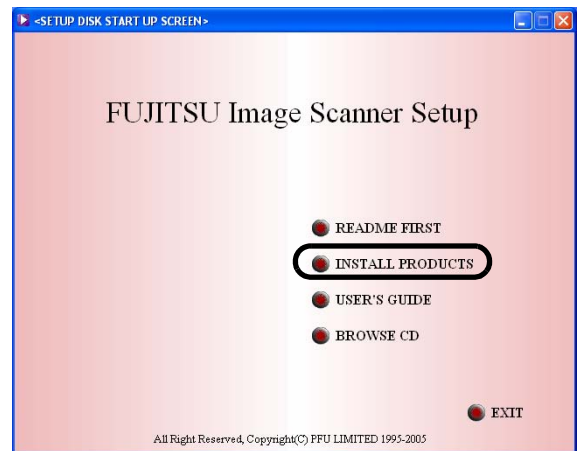 <SETUP DISK START UP SCREEN>
FUJITSU Image Scanner Setup
README FIRST
INSTALL PRODUCTS
USER'S GUIDE
BROWSE CD
EXIT
All Right Reserved, Copyright(C) PFU LIMITED 1995-2005